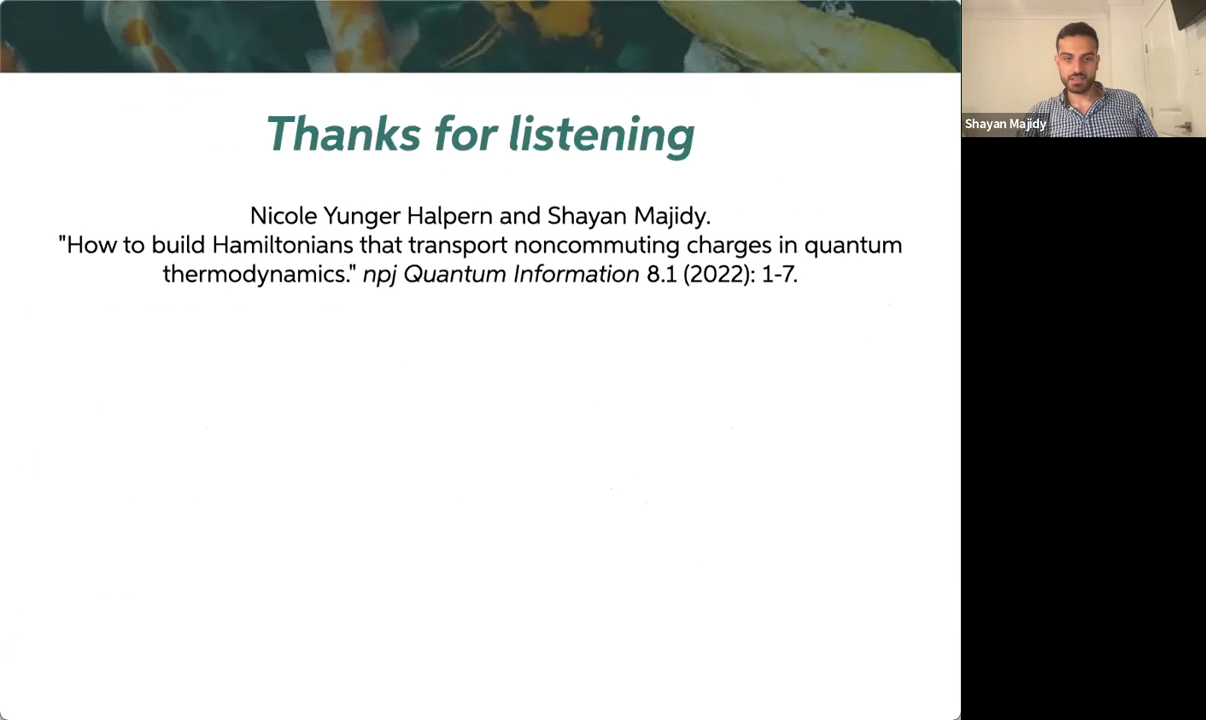 Thanks for listening
Nicole Yunger Halpern and Shayan Majidy.
"How to build Hamiltonians that transport noncommuting charges in quantum
thermodynamics." npj Quantum Information 8.1 (2022): 1-7.
Shayan Majidy